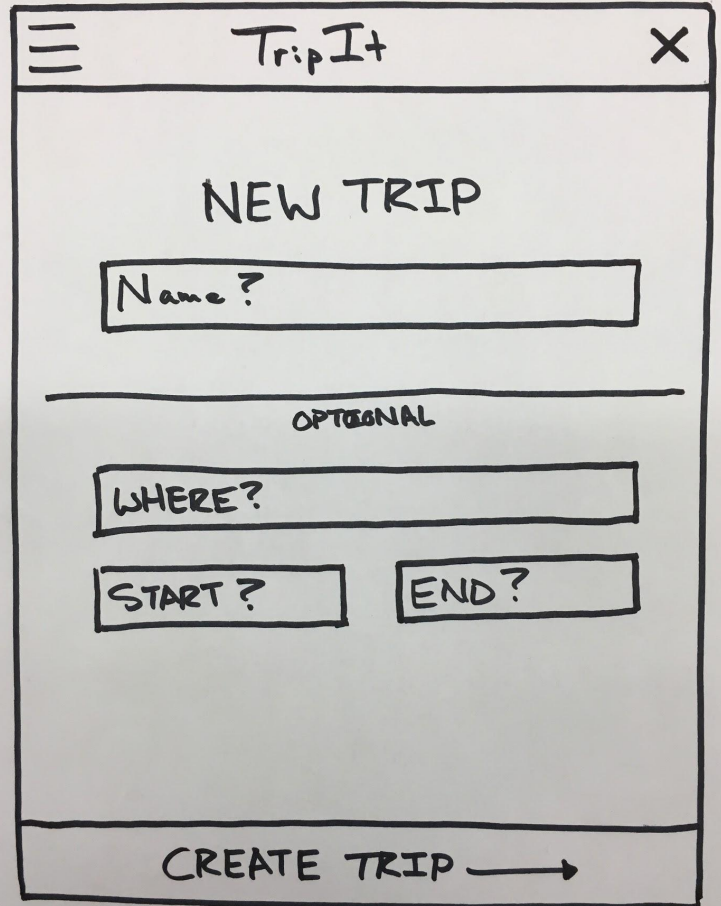 TripIt X
NEW TRIP
Name?
OPTIONAL
WHERE?
START? END?
CREATE TRIP →